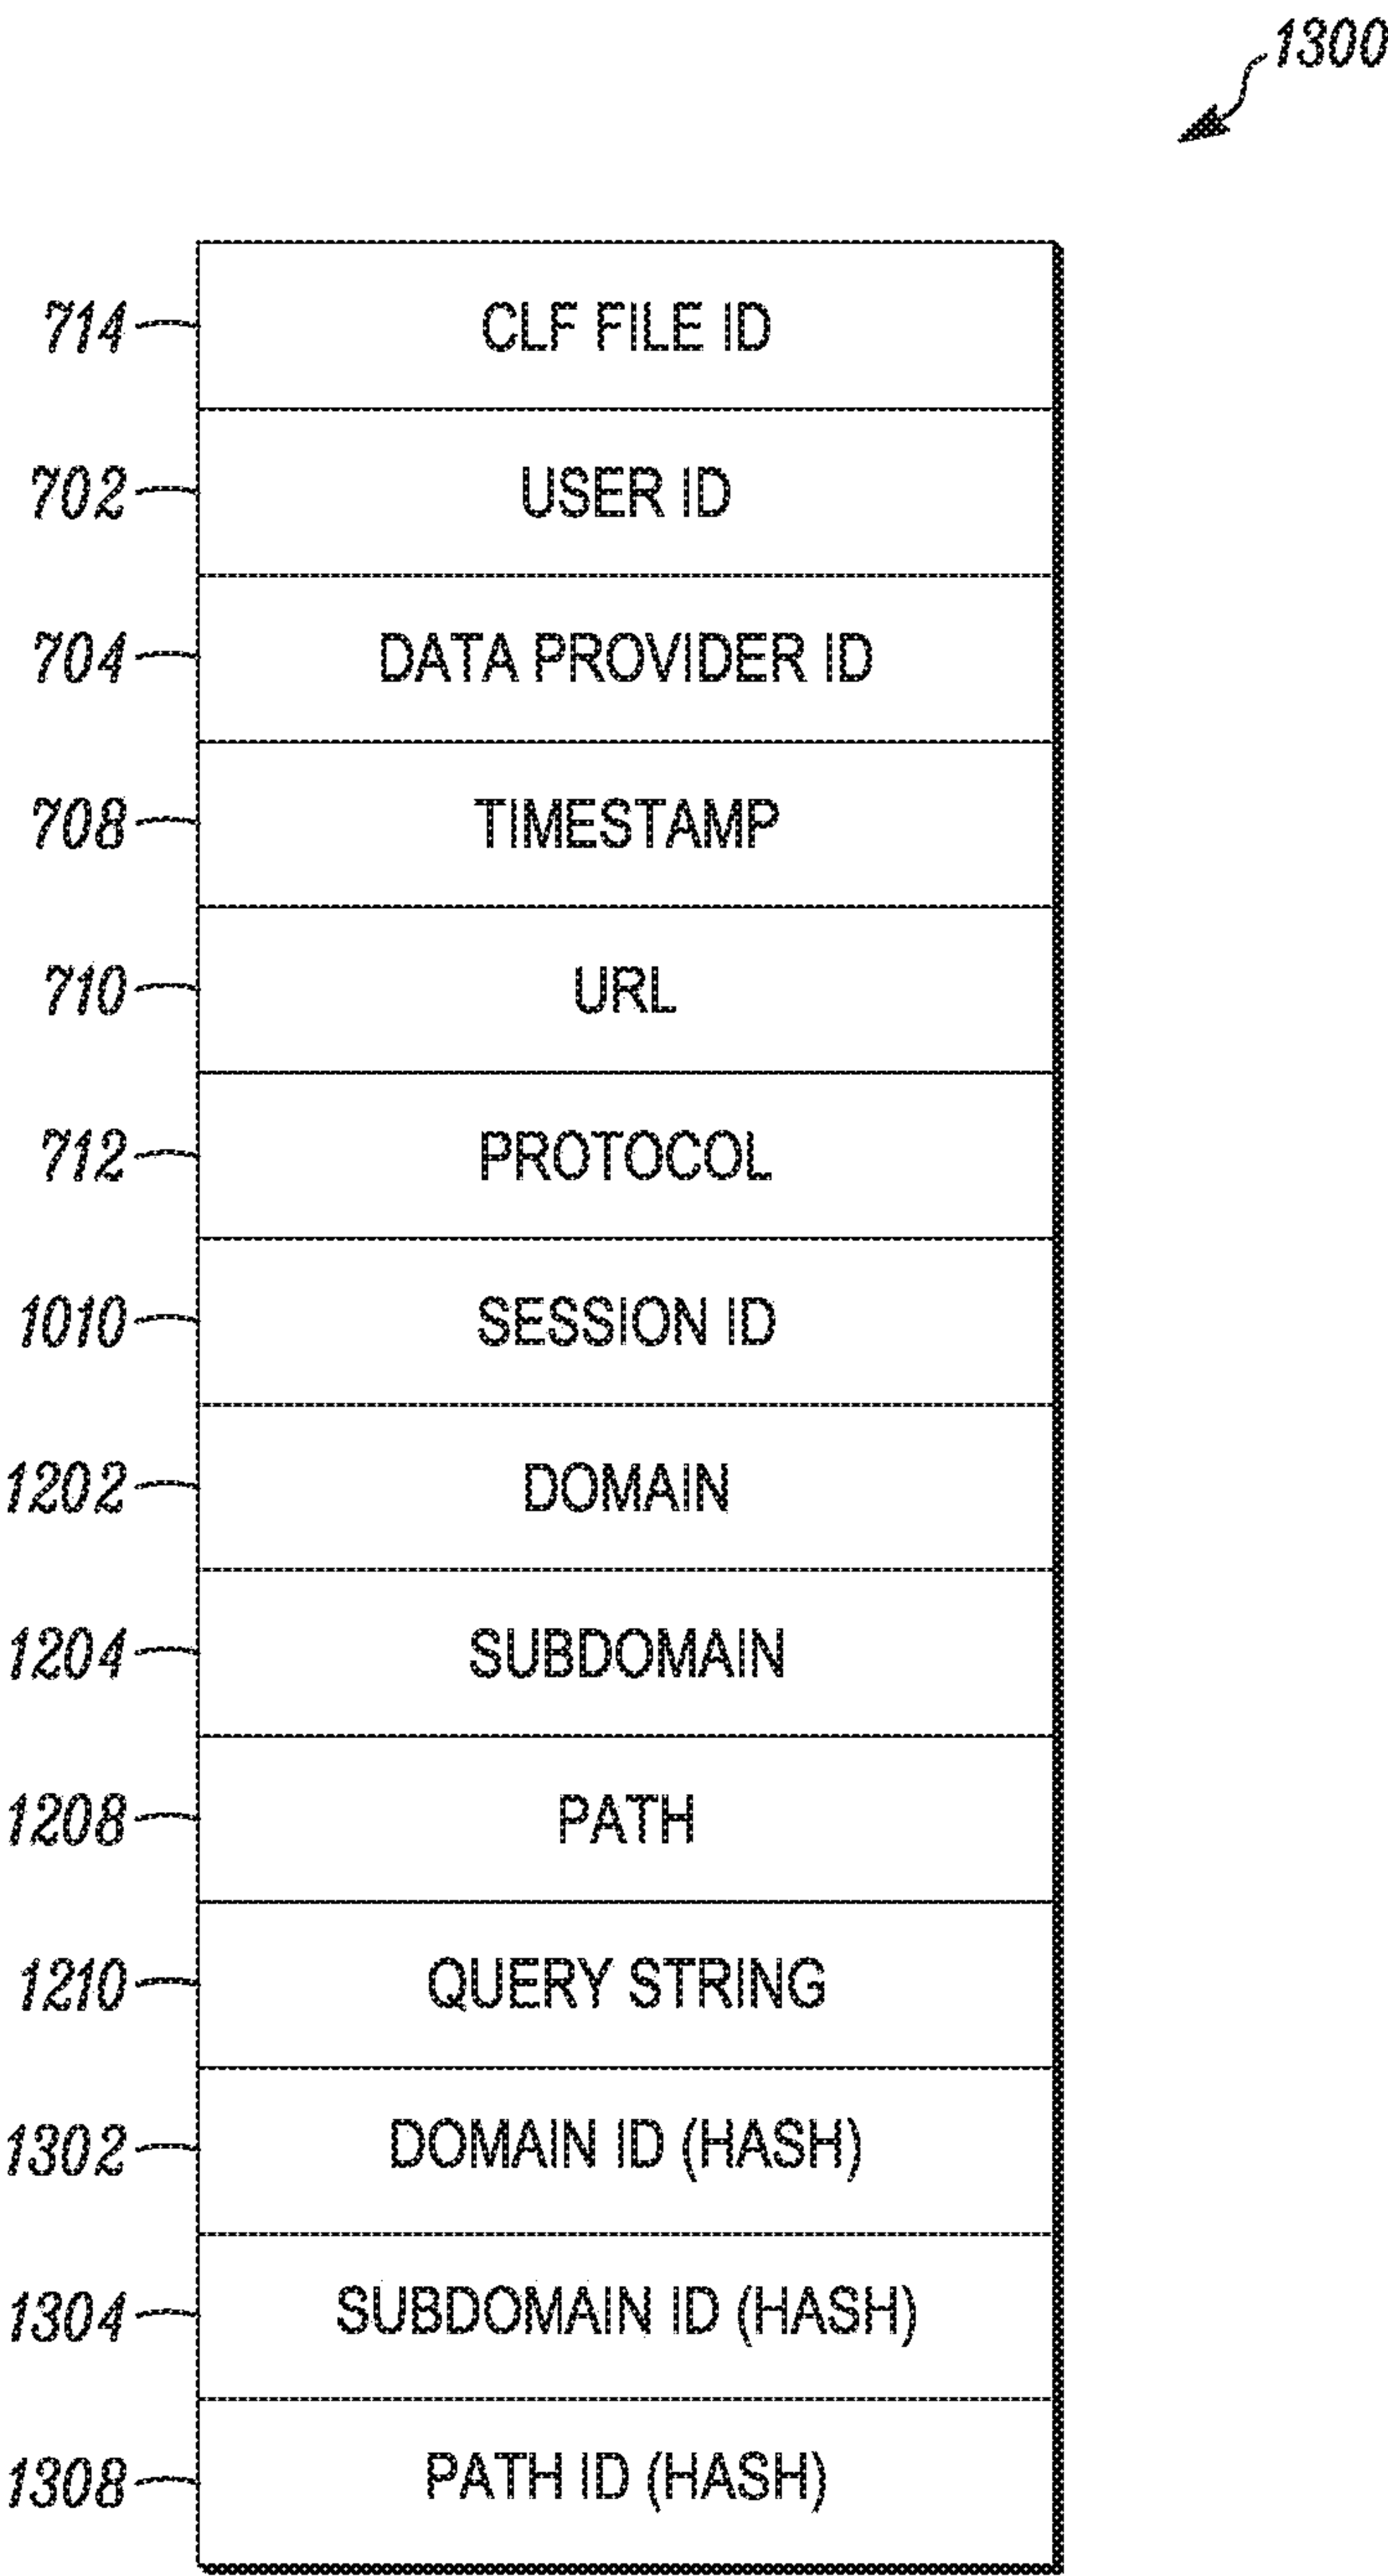 1300
714 CLF FILE ID
702 USER ID
704 DATA PROVIDER ID
708 TIMESTAMP
710 URL
712 PROTOCOL
1010 SESSION ID
1202 DOMAIN
1204 SUBDOMAIN
1208 PATH
1210 QUERY STRING
1302 DOMAIN ID (HASH)
1304 SUBDOMAIN ID (HASH)
1308 PATH ID (HASH)